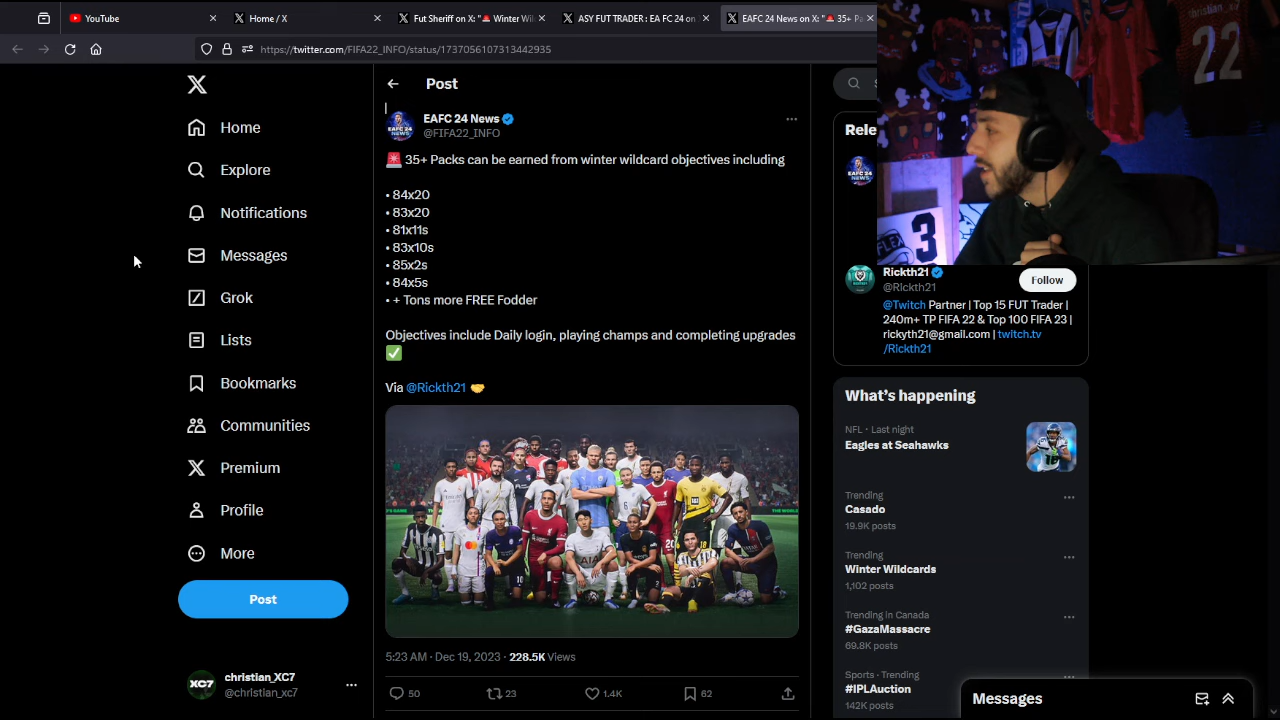 YouTube
Home / X
Fut Sheriff on X: "🚨 Winter Wil
ASY FUT TRADER : EA FC 24 on
EAFC 24 News on X: "🚨 35+ Pa
https://twitter.com/FIFA22_INFO/status/1737056107313442935
Home
Explore
Notifications
Messages
Grok
Lists
Bookmarks
Communities
Premium
Profile
More
Post
christian_XC7
@christian_xc7
XC7
Post
EAFC 24 News
@FIFA22_INFO
🚨 35+ Packs can be earned from winter wildcard objectives including
• 84x20
• 83x20
• 81x11s
• 83x10s
• 85x2s
• 84x5s
• + Tons more FREE Fodder
Objectives include Daily login, playing champs and completing upgrades
✅
Via @Rickth21 🤝
5:23 AM · Dec 19, 2023 · 228.5K Views
50
23
1.4K
62
Rele
Rickth21
@Rickth21
Follow
@Twitch Partner | Top 15 FUT Trader |
240m+ TP FIFA 22 & Top 100 FIFA 23 |
rickyth21@gmail.com | twitch.tv
/Rickth21
What's happening
NFL · Last night
Eagles at Seahawks
Trending
Casado
19.9K posts
Trending
Winter Wildcards
1,102 posts
Trending in Canada
#GazaMassacre
69.8K posts
Sports · Trending
#IPLAuction
142K posts
Messages
22
3